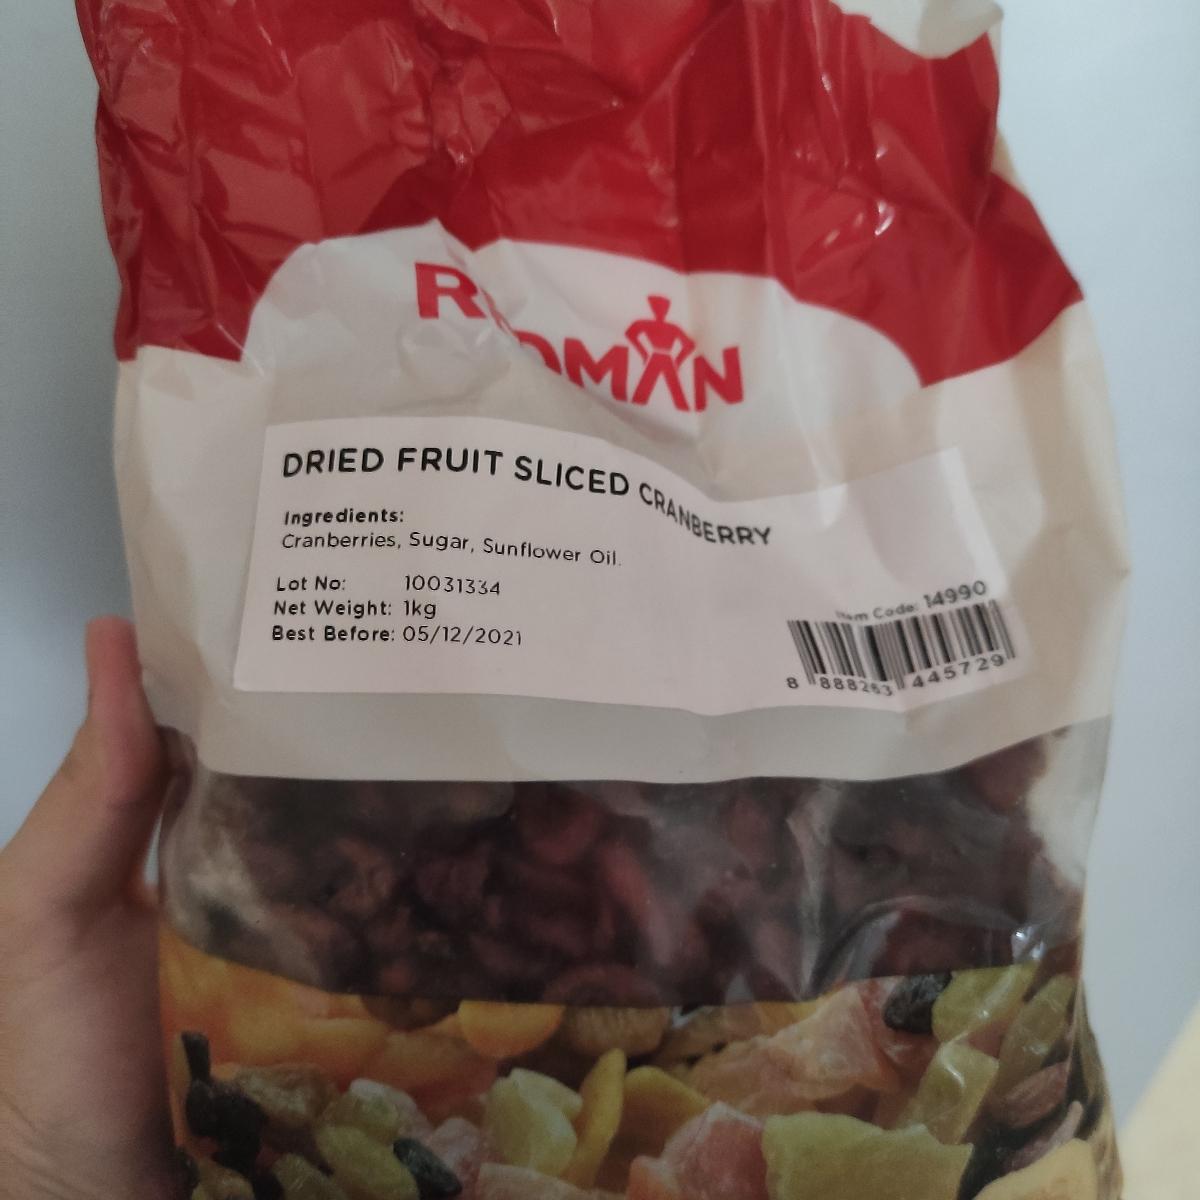 REDMAN
DRIED FRUIT SLICED CRANBERRY
Ingredients:
Cranberries, Sugar, Sunflower Oil.
Lot No: 10031334
Net Weight: 1kg
Best Before: 05/12/2021
Item Code: 14990
8 888263 445729